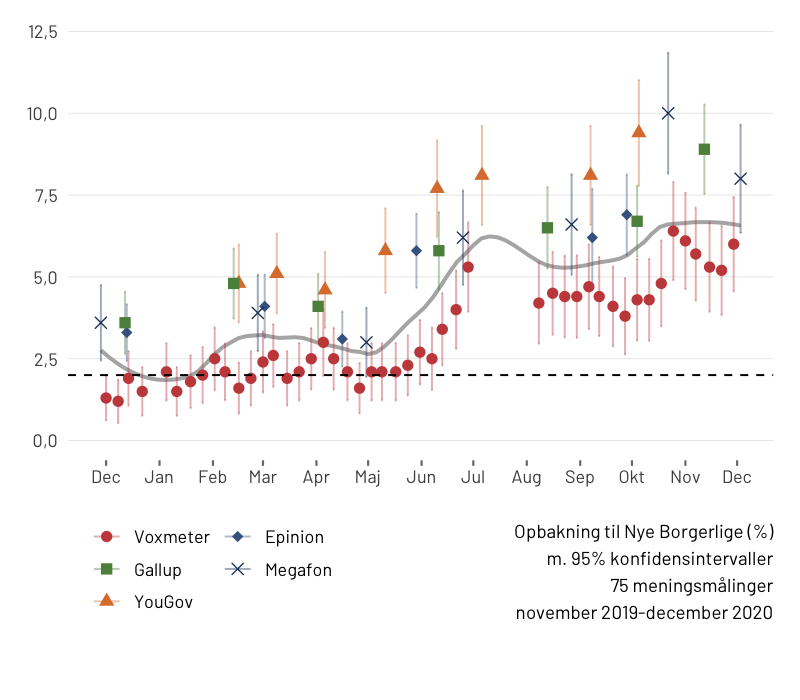 12,5
10,0
7,5
5,0
2,5
0,0
Dec Jan Feb Mar Apr Maj Jun Jul Aug Sep Okt Nov Dec
Voxmeter Epinion
Gallup Megafon
YouGov
Opbakning til Nye Borgerlige (%)
m. 95% konfidensintervaller
75 meningsmålinger
november 2019-december 2020